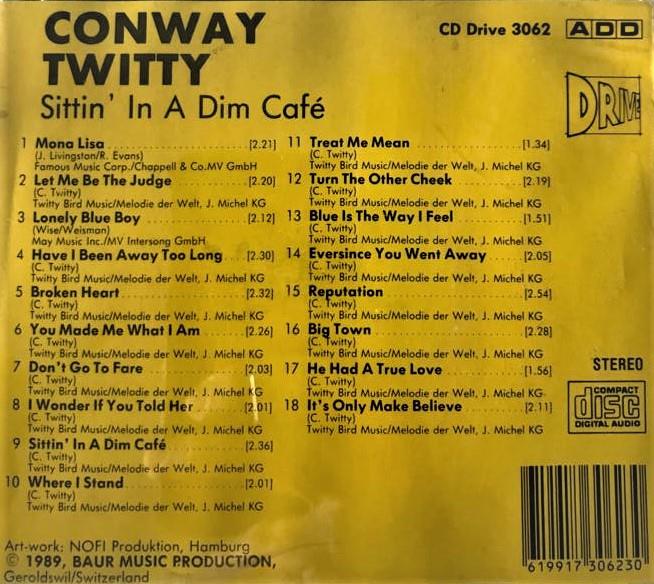 CONWAY
TWITTY
Sittin' In A Dim Café
CD Drive 3062 ADD
DRIVE
1 Mona Lisa [2.21]
(J. Livingston/R. Evans)
Famous Music Corp./Chappell & Co.MV GmbH
2 Let Me Be The Judge [2.20]
(C. Twitty)
Twitty Bird Music/Melodie der Welt, J. Michel KG
3 Lonely Blue Boy [2.12]
(Wise/Weisman)
May Music Inc./MV Intersong GmbH
4 Have I Been Away Too Long [2.30]
(C. Twitty)
Twitty Bird Music/Melodie der Welt, J. Michel KG
5 Broken Heart [2.32]
(C. Twitty)
Twitty Bird Music/Melodie der Welt, J. Michel KG
6 You Made Me What I Am [2.26]
(C. Twitty)
Twitty Bird Music/Melodie der Welt, J. Michel KG
7 Don't Go To Fare [2.03]
(C. Twitty)
Twitty Bird Music/Melodie der Welt, J. Michel KG
8 I Wonder If You Told Her [2.01]
(C. Twitty)
Twitty Bird Music/Melodie der Welt, J. Michel KG
9 Sittin' In A Dim Café [2.36]
(C. Twitty)
Twitty Bird Music/Melodie der Welt, J. Michel KG
10 Where I Stand [2.01]
(C. Twitty)
Twitty Bird Music/Melodie der Welt, J. Michel KG
11 Treat Me Mean [1.34]
(C. Twitty)
Twitty Bird Music/Melodie der Welt, J. Michel KG
12 Turn The Other Cheek [2.19]
(C. Twitty)
Twitty Bird Music/Melodie der Welt, J. Michel KG
13 Blue Is The Way I Feel [1.51]
(C. Twitty)
Twitty Bird Music/Melodie der Welt, J. Michel KG
14 Eversince You Went Away [2.05]
(C. Twitty)
Twitty Bird Music/Melodie der Welt, J. Michel KG
15 Reputation [2.54]
(C. Twitty)
Twitty Bird Music/Melodie der Welt, J. Michel KG
16 Big Town [2.28]
(C. Twitty)
Twitty Bird Music/Melodie der Welt, J. Michel KG
17 He Had A True Love [1.56]
(C. Twitty)
Twitty Bird Music/Melodie der Welt, J. Michel KG
18 It's Only Make Believe [2.11]
(C. Twitty)
Twitty Bird Music/Melodie der Welt, J. Michel KG
STEREO
COMPACT
disc
DIGITAL AUDIO
Art-work: NOFI Produktion, Hamburg
© 1989, BAUR MUSIC PRODUCTION,
Geroldswil/Switzerland
619917 306230